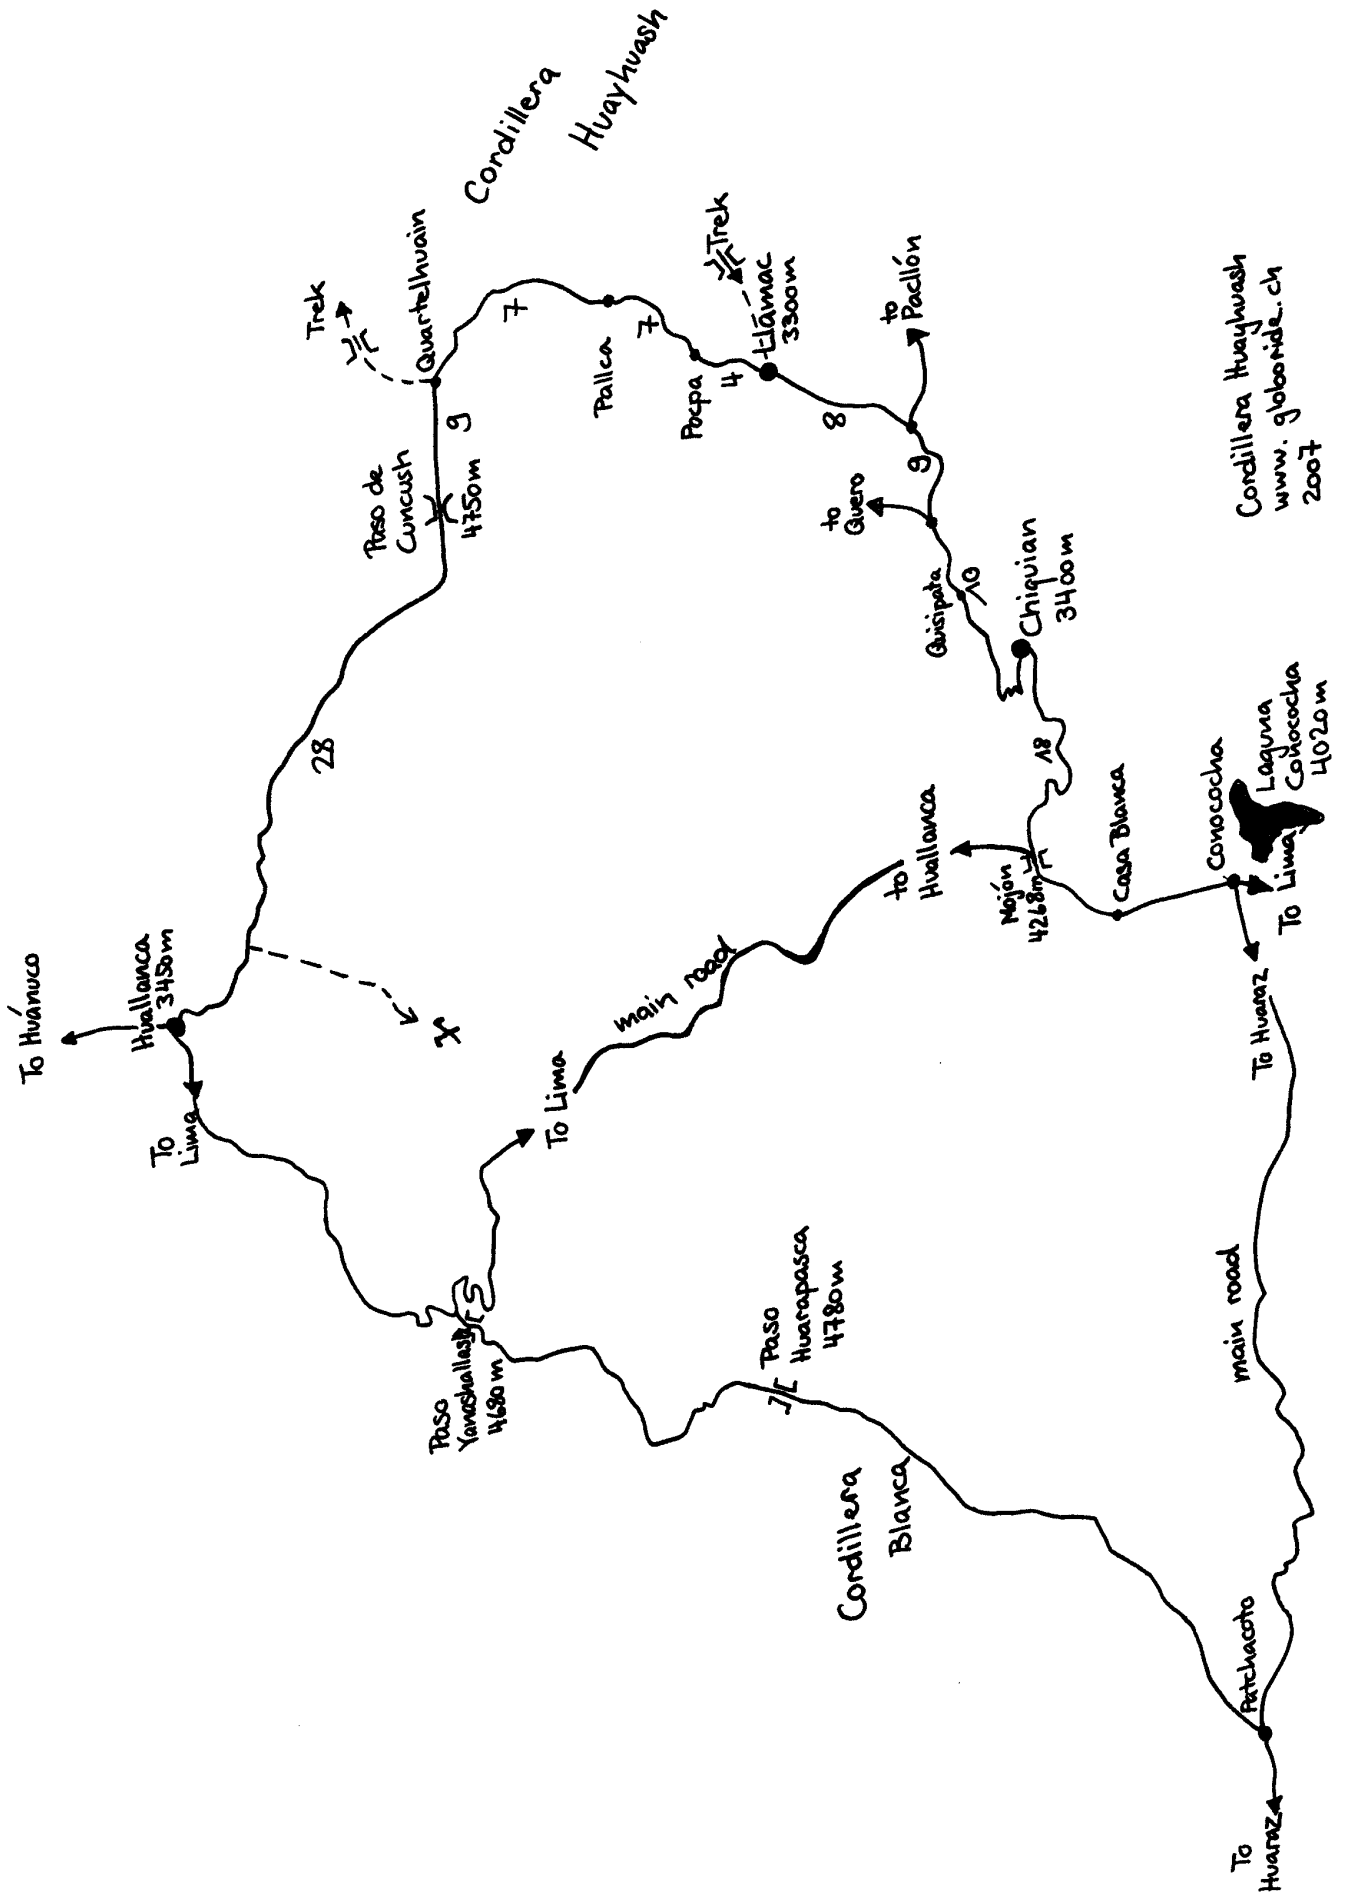 To Huánuco
Huallanca
3450m
To
Lima
28
Trek
Paso de
Cuncush
4750m
9
Quartelhuain
x
Cordillera
Huayhuash
Paso
Yanashallash
4680m
7
To Lima
main road
to
Huallanca
Pallca
7
Pocpa
4
Trek
Llámac
3300m
Paso
Huarapasca
4780m
8
Cordillera
Blanca
to
Quero
9
to
Pacllón
Quisipata
10
Mojón
4268m
18
Chiquian
3400m
Casa Blanca
Conococha
Laguna
Conococha
4020m
To Lima
To Huaraz
main road
Patchacoto
To
Huaraz
Cordillera Huayhuash
www.globoride.ch
2007